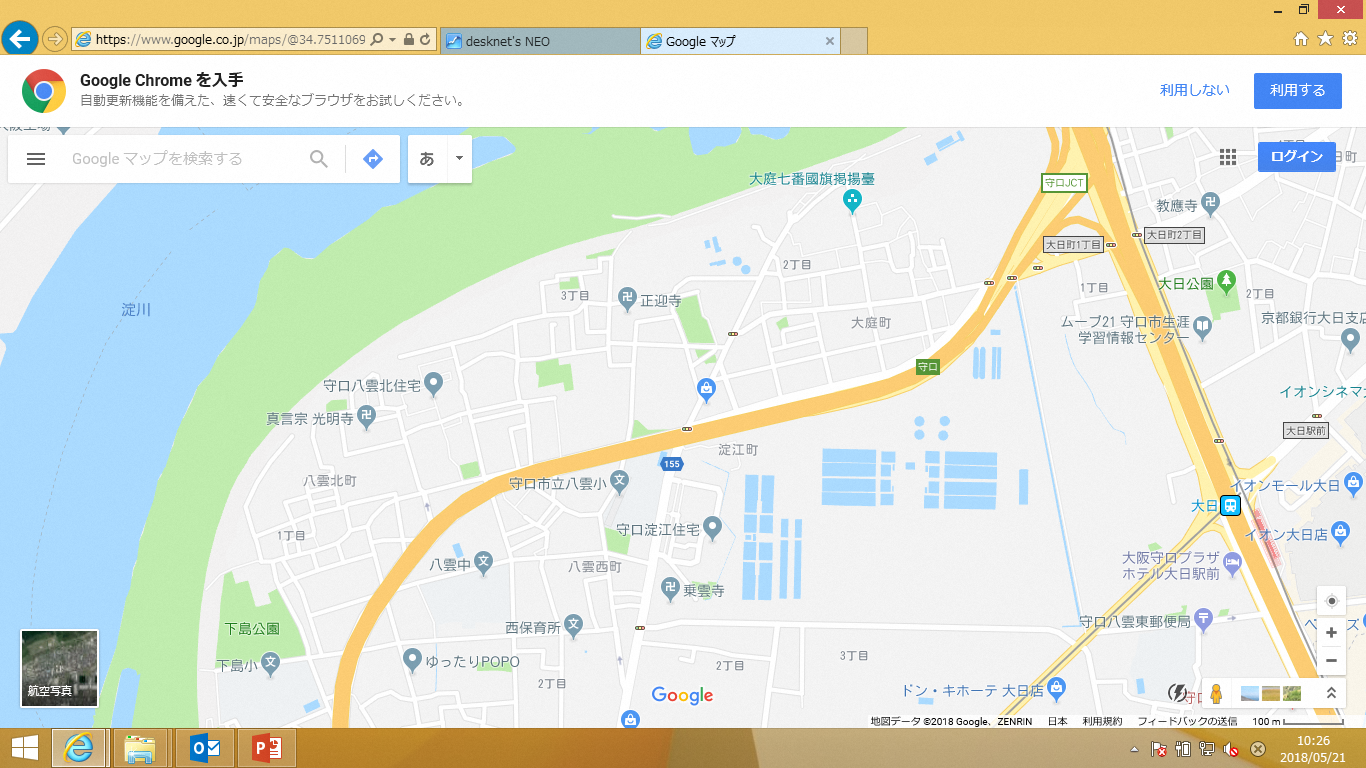 https://www.google.co.jp/maps/@34.7511069
desknet's NEO
Google マップ
Google Chrome を入手
自動更新機能を備えた、速くて安全なブラウザをお試しください。
利用しない
利用する
Google マップを検索する
あ
ログイン
大庭七番國旗掲揚臺
守口JCT
教應寺
大日町2丁目
大日町1丁目
2丁目
大日公園
1丁目
2丁目
3丁目
正迎寺
淀川
大庭町
ムーブ21 守口市生涯
学習情報センター
京都銀行大日支店
守口
守口八雲北住宅
イオンシネマ大
真言宗 光明寺
大日駅前
淀江町
155
八雲北町
守口市立八雲小
イオンモール大日
大日
守口淀江住宅
イオン大日店
1丁目
八雲中
八雲西町
大阪守口プラザ
ホテル大日駅前
乗雲寺
下島公園
西保育所
守口八雲東郵便局
下島小
ゆったりPOPO
2丁目
3丁目
2丁目
航空写真
Google
ドン・キホーテ 大日店
地図データ ©2018 Google、ZENRIN
日本
利用規約
フィードバックの送信
100 m
10:26
2018/05/21